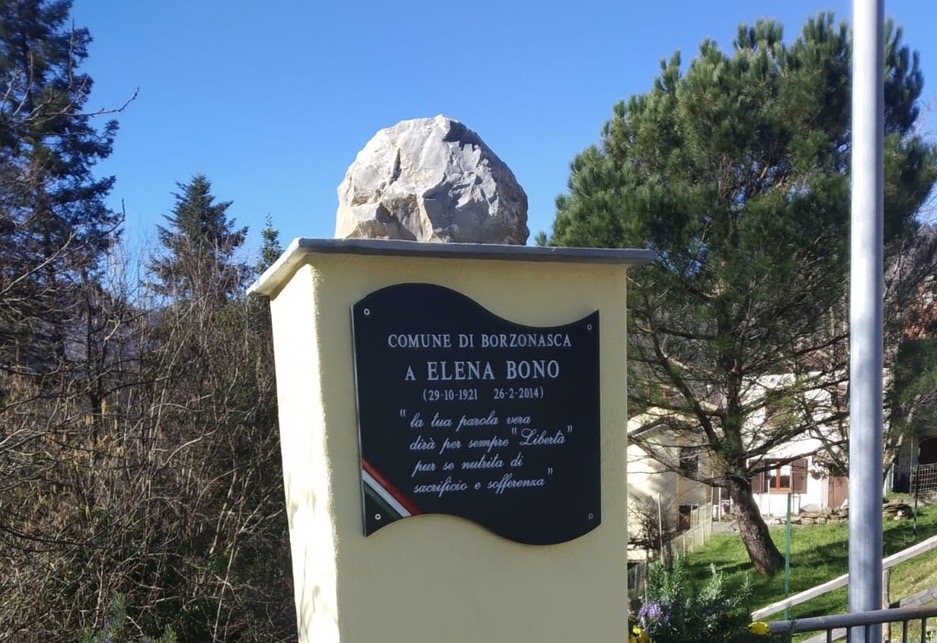 COMUNE DI BORZONASCA
A ELENA BONO
(29-10-1921 26-2-2014)
"la tua parola vera
dirà per sempre "Libertà"
pur se nutrita di
sacrificio e sofferenza"